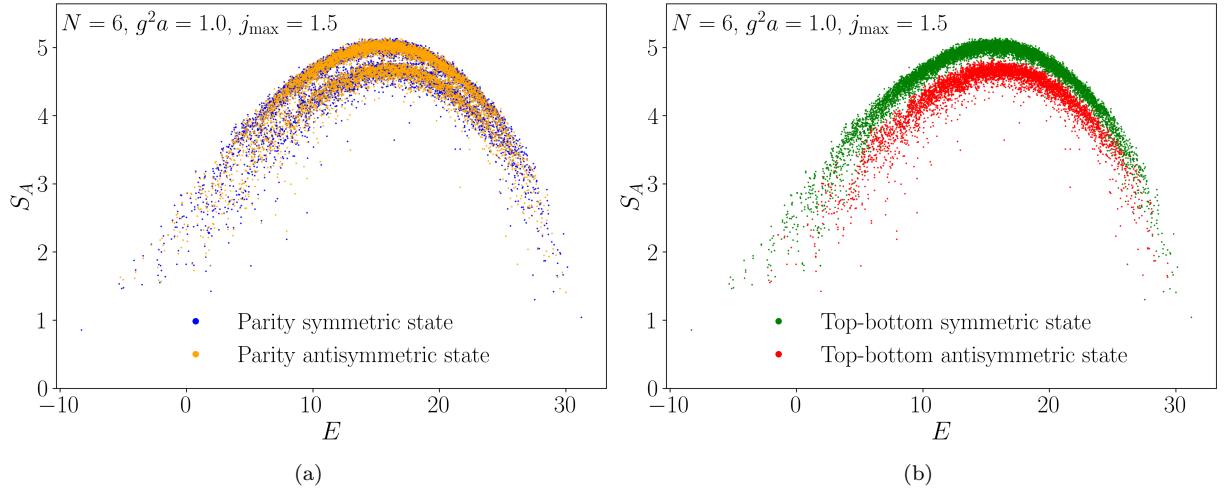 N = 6, g²a = 1.0, j_max = 1.5
S_A
5
4
3
2
1
0
Parity symmetric state
Parity antisymmetric state
−10
0
10
20
30
E
(a)
N = 6, g²a = 1.0, j_max = 1.5
S_A
5
4
3
2
1
0
Top-bottom symmetric state
Top-bottom antisymmetric state
−10
0
10
20
30
E
(b)